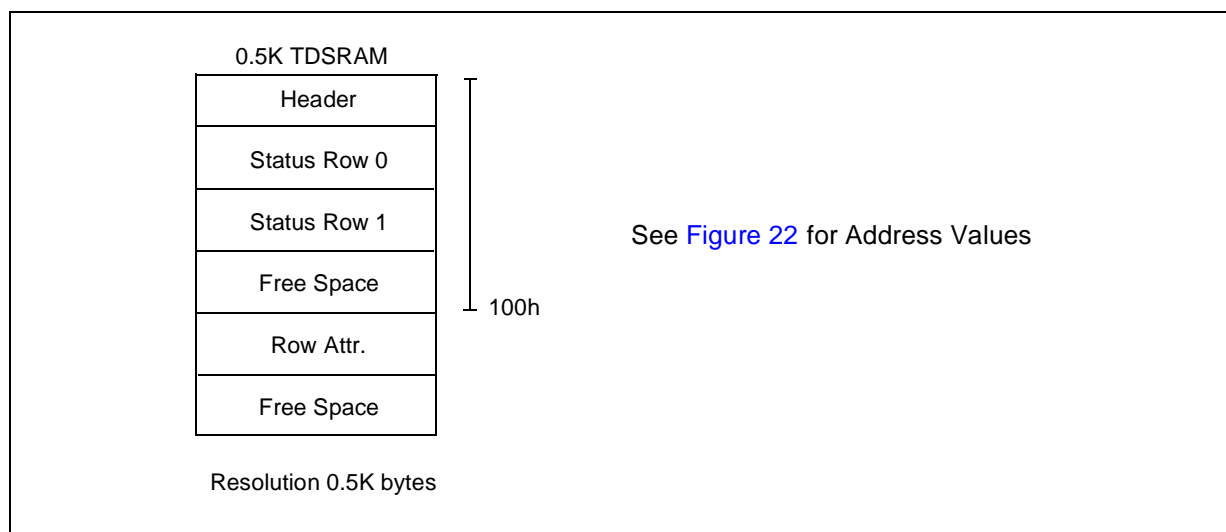 0.5K TDSRAM
Header
Status Row 0
Status Row 1
Free Space
100h
Row Attr.
Free Space
Resolution 0.5K bytes
See Figure 22 for Address Values